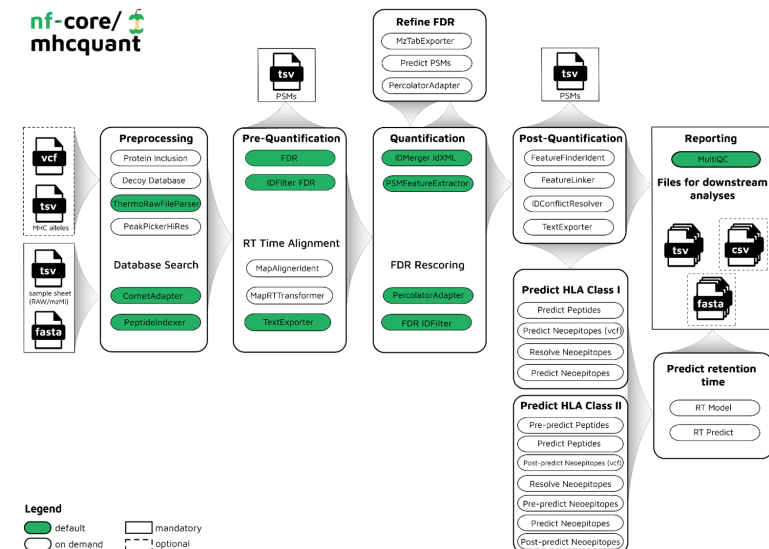 nf-core/
mhcquant
tsv
PSMs
Refine FDR
MzTabExporter
Predict PSMs
PercolatorAdapter
tsv
PSMs
vcf
tsv
MHC alleles
tsv
sample sheet
(RAW/mzMl)
fasta
Preprocessing
Protein Inclusion
Decoy Database
ThermoRawFileParser
PeakPickerHiRes
Database Search
CometAdapter
PeptideIndexer
Pre-Quantification
FDR
IDFilter FDR
RT Time Alignment
MapAlignerIdent
MapRTTransformer
TextExporter
Quantification
IDMerger idXML
PSMFeatureExtractor
FDR Rescoring
PercolatorAdapter
FDR IDFilter
Post-Quantification
FeatureFinderIdent
FeatureLinker
IDConflictResolver
TextExporter
Predict HLA Class I
Predict Peptides
Predict Neoepitopes (vcf)
Resolve Neoepitopes
Predict Neoepitopes
Predict HLA Class II
Pre-predict Peptides
Predict Peptides
Post-predict Neoepitopes (vcf)
Resolve Neoepitopes
Pre-predict Neoepitopes
Predict Neoepitopes
Post-predict Neoepitopes
Reporting
MultiQC
Files for downstream
analyses
tsv
csv
fasta
Predict retention
time
RT Model
RT Predict
Legend
default
mandatory
on demand
optional